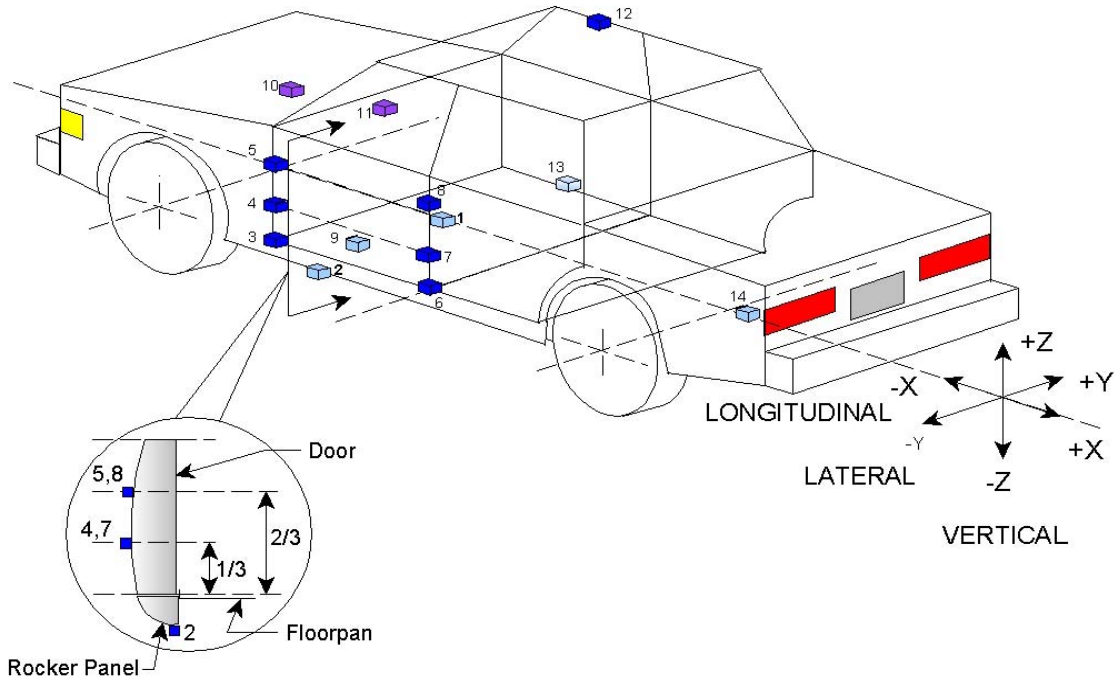 12
10
11
5
13
4
8
1
3
9
7
2
6
14
+Z
-X
+Y
LONGITUDINAL
-Y
+X
LATERAL
-Z
VERTICAL
Door
5,8
4,7
2/3
1/3
2
Floorpan
Rocker Panel